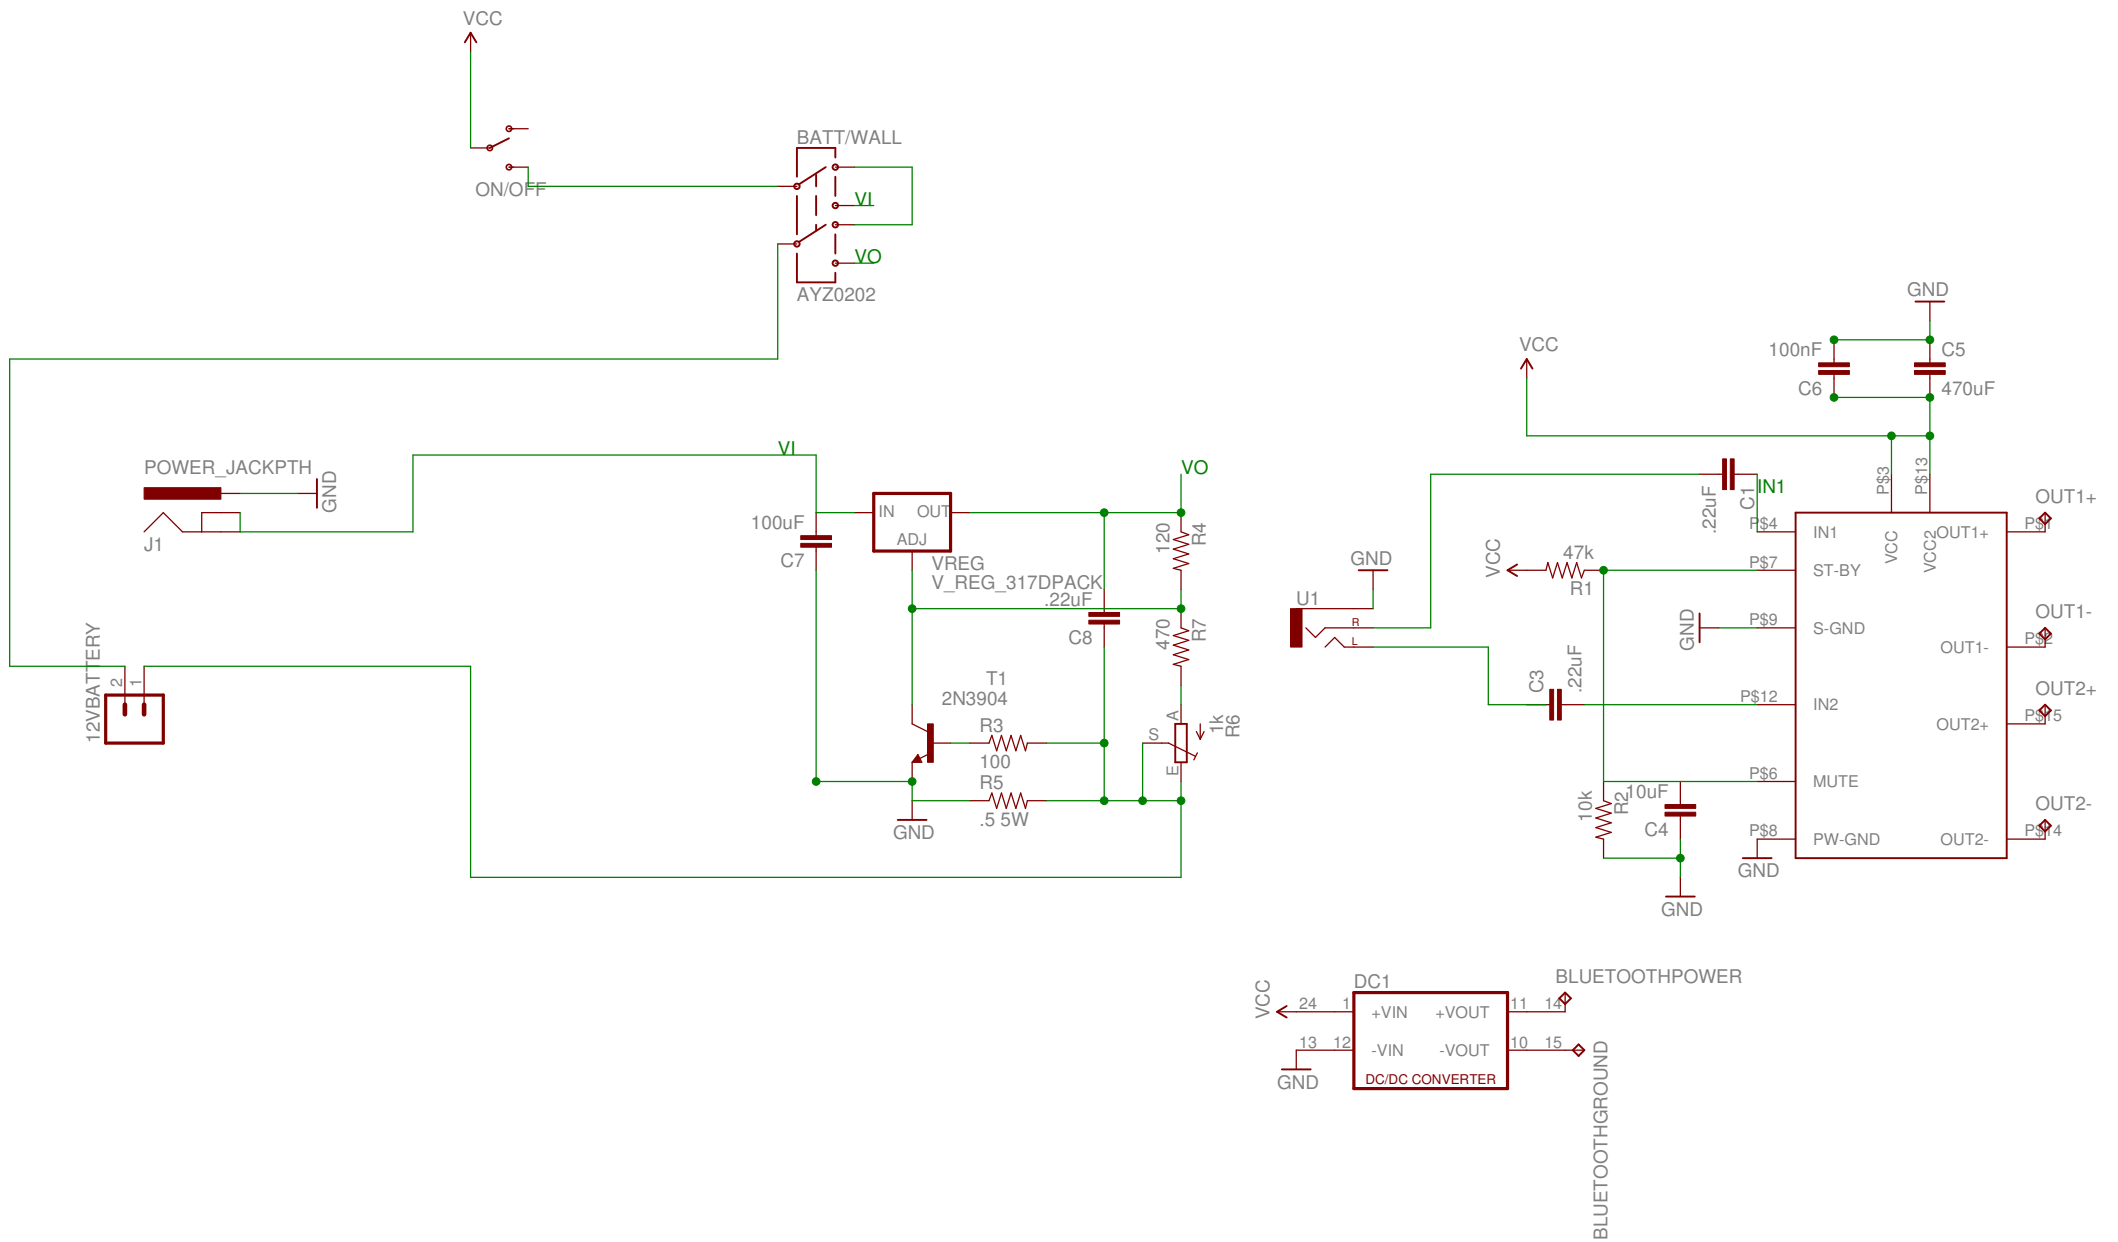 VCC
ON/OFF
BATT/WALL
VI
VO
AYZ0202
POWER_JACKPTH
GND
J1
12VBATTERY
2
1
VI
100uF
C7
IN
OUT
ADJ
VREG
V_REG_317DPACK
.22uF
C8
VO
120
R4
470
R7
T1
2N3904
R3
100
R5
.5 5W
GND
S
A
E
1k
R6
GND
100nF
C6
C5
470uF
VCC
P$3
P$13
.22uF
C1
IN1
VCC
47k
R1
GND
U1
R
L
GND
C3
.22uF
10k
R2
10uF
C4
GND
GND
P$4
P$7
P$9
P$12
P$6
P$8
IN1
ST-BY
S-GND
IN2
MUTE
PW-GND
VCC
VCC2
OUT1+
OUT1-
OUT2+
OUT2-
OUT1+
P$1
OUT1-
P$2
OUT2+
P$15
OUT2-
P$14
DC1
VCC
24
1
+VIN
+VOUT
11
14
BLUETOOTHPOWER
13
12
-VIN
-VOUT
10
15
GND
DC/DC CONVERTER
BLUETOOTHGROUND